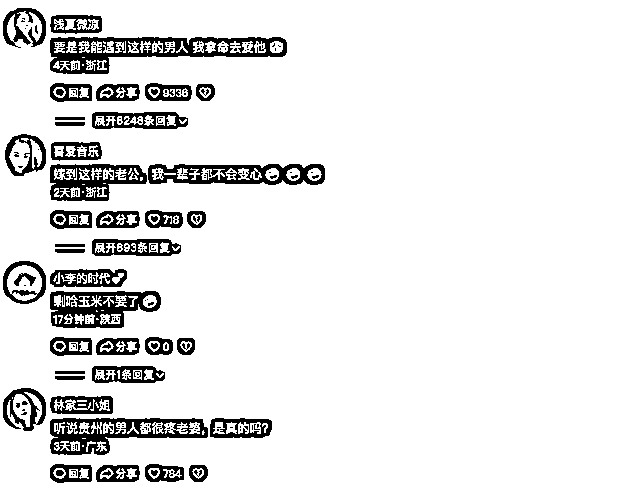 浅夏微凉
要是我能遇到这样的男人 我拿命去爱他
4天前·浙江
回复 分享 9336
展开6248条回复
喜爱音乐
嫁到这样的老公，我一辈子都不会变心
2天前·浙江
回复 分享 718
展开693条回复
小李的时代
剩哈玉米不要了
17分钟前·陕西
回复 分享 0
展开1条回复
林家三小姐
听说贵州的男人都很疼老婆，是真的吗？
3天前·广东
回复 分享 784